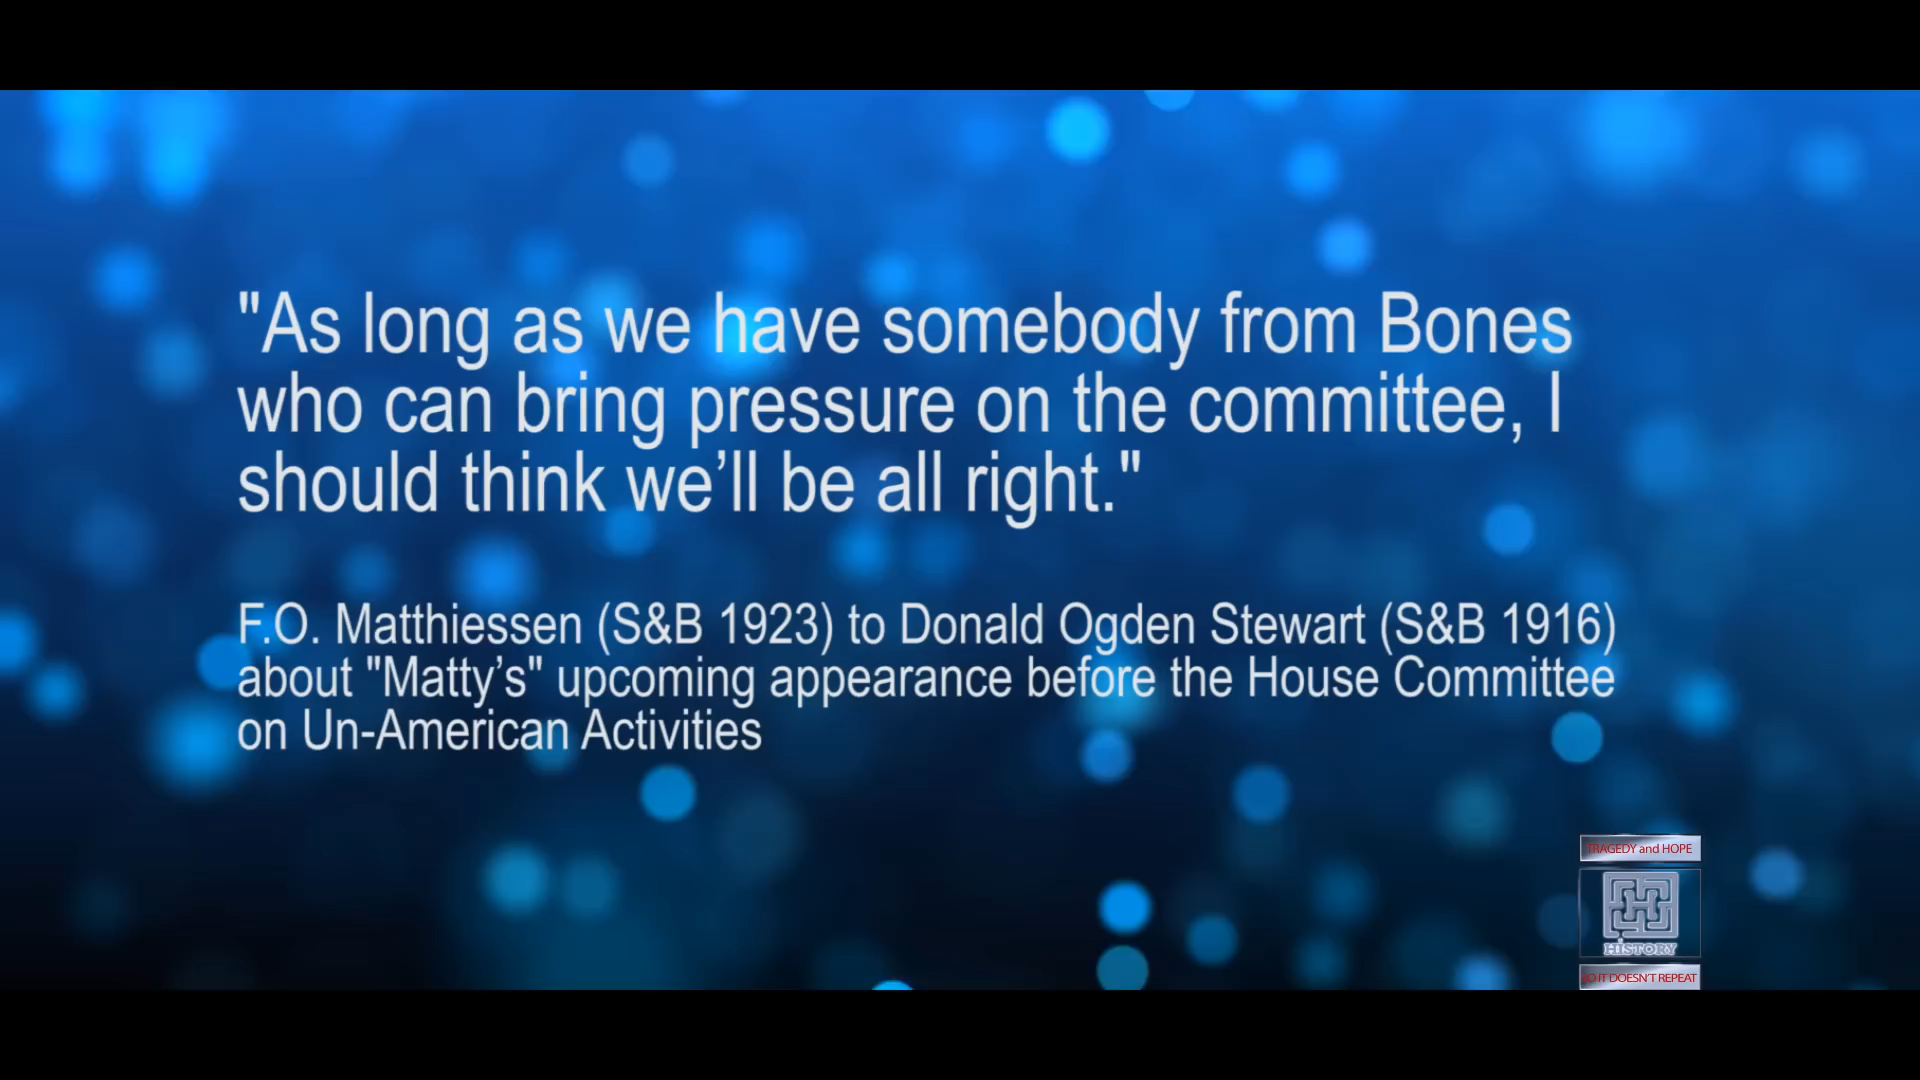 "As long as we have somebody from Bones
who can bring pressure on the committee, I
should think we’ll be all right."
F.O. Matthiessen (S&B 1923) to Donald Ogden Stewart (S&B 1916)
about "Matty’s" upcoming appearance before the House Committee
on Un-American Activities
TRAGEDY and HOPE
HiSTORY
SO IT DOESN'T REPEAT